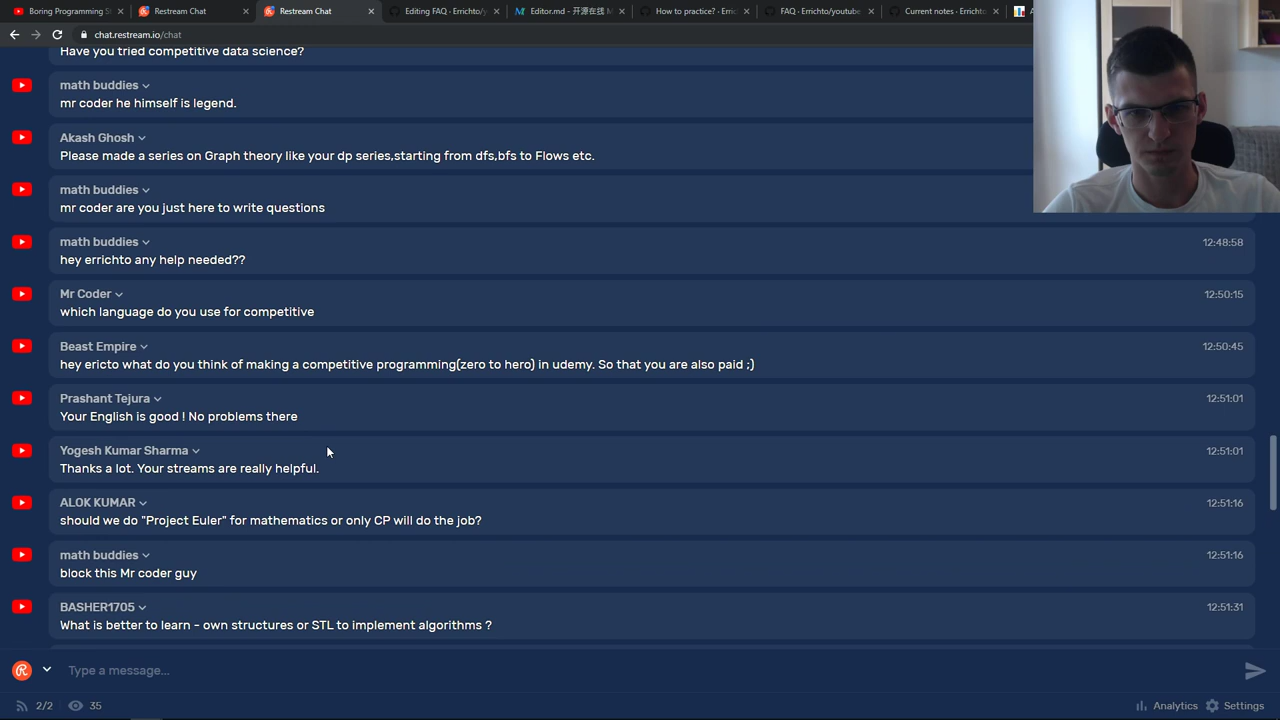 Boring Programming S
Restream Chat
Restream Chat
Editing FAQ · Errichto/y
Editor.md - 开源在线 M
How to practice? · Errich
FAQ · Errichto/youtube
Current notes · Errichto
chat.restream.io/chat
Have you tried competitive data science?
math buddies
mr coder he himself is legend.
Akash Ghosh
Please made a series on Graph theory like your dp series,starting from dfs,bfs to Flows etc.
math buddies
mr coder are you just here to write questions
math buddies
12:48:58
hey errichto any help needed??
Mr Coder
12:50:15
which language do you use for competitive
Beast Empire
12:50:45
hey ericto what do you think of making a competitive programming(zero to hero) in udemy. So that you are also paid ;)
Prashant Tejura
12:51:01
Your English is good ! No problems there
Yogesh Kumar Sharma
12:51:01
Thanks a lot. Your streams are really helpful.
ALOK KUMAR
12:51:16
should we do "Project Euler" for mathematics or only CP will do the job?
math buddies
12:51:16
block this Mr coder guy
BASHER1705
12:51:31
What is better to learn - own structures or STL to implement algorithms ?
Type a message...
2/2
35
Analytics
Settings